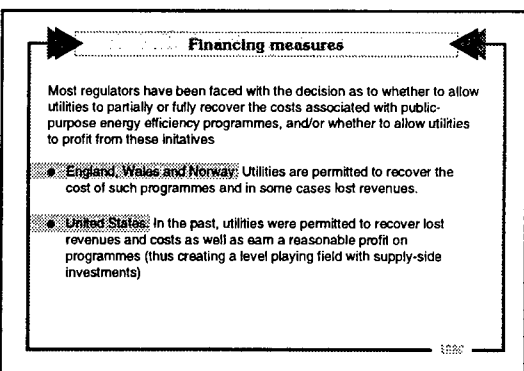 Financing measures
Most regulators have been faced with the decision as to whether to allow
utilities to partially or fully recover the costs associated with public-
purpose energy efficiency programmes, and/or whether to allow utilities
to profit from these initatives
● England, Wales and Norway: Utilities are permitted to recover the
cost of such programmes and in some cases lost revenues.
● United States: In the past, utilities were permitted to recover lost
revenues and costs as well as earn a reasonable profit on
programmes (thus creating a level playing field with supply-side
investments)